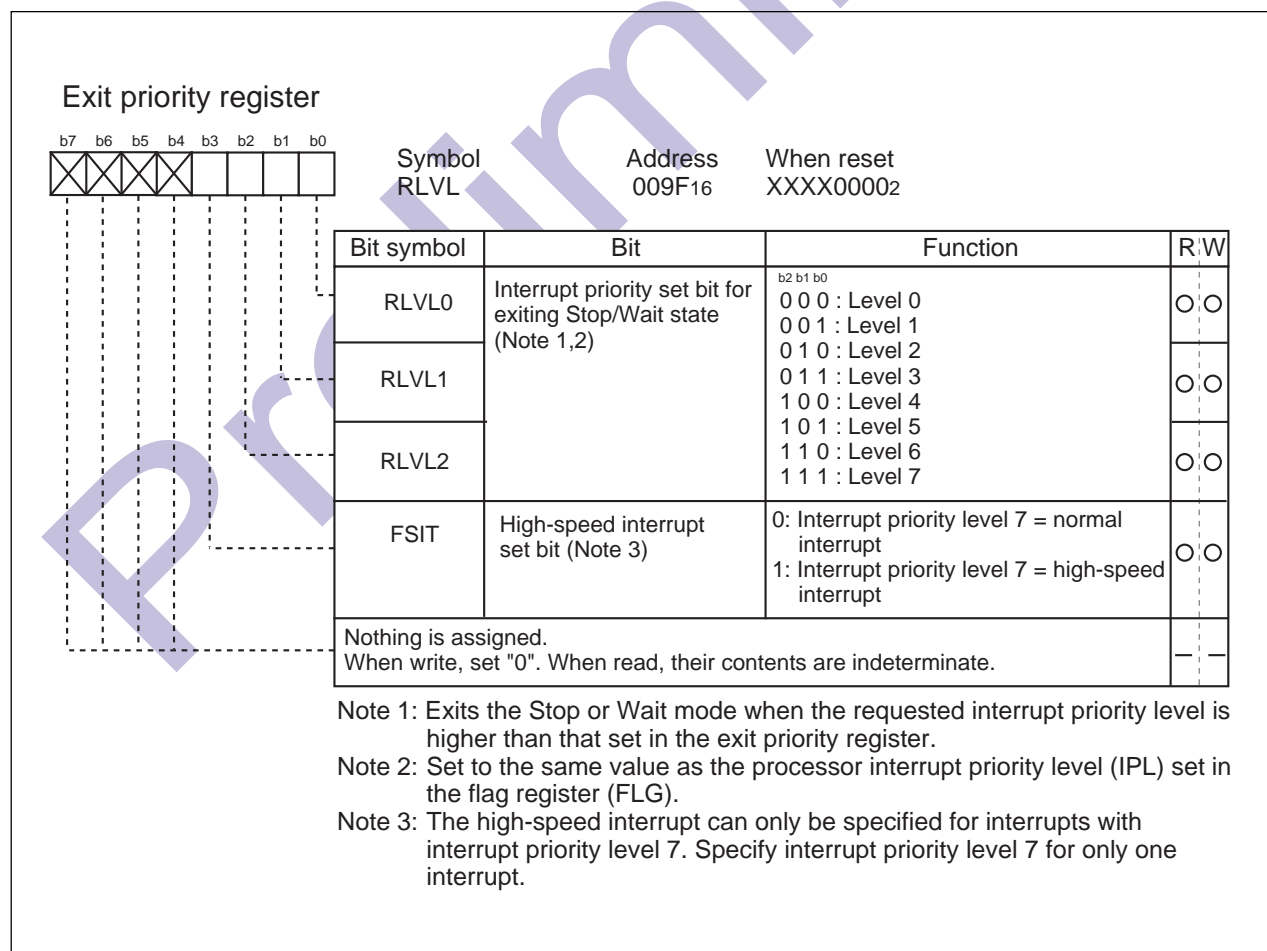 Exit priority register
b7 b6 b5 b4 b3 b2 b1 b0
Symbol Address When reset
RLVL 009F16 XXXX00002
Bit symbol Bit Function R W
RLVL0 Interrupt priority set bit for exiting Stop/Wait state (Note 1,2)
b2 b1 b0
0 0 0 : Level 0
0 0 1 : Level 1
0 1 0 : Level 2
0 1 1 : Level 3
1 0 0 : Level 4
1 0 1 : Level 5
1 1 0 : Level 6
1 1 1 : Level 7
RLVL1
RLVL2
FSIT
High-speed interrupt
set bit (Note 3)
0: Interrupt priority level 7 = normal
interrupt
1: Interrupt priority level 7 = high-speed
interrupt
Nothing is assigned.
When write, set "0". When read, their contents are indeterminate.
Note 1: Exits the Stop or Wait mode when the requested interrupt priority level is
higher than that set in the exit priority register.
Note 2: Set to the same value as the processor interrupt priority level (IPL) set in
the flag register (FLG).
Note 3: The high-speed interrupt can only be specified for interrupts with
interrupt priority level 7. Specify interrupt priority level 7 for only one
interrupt.